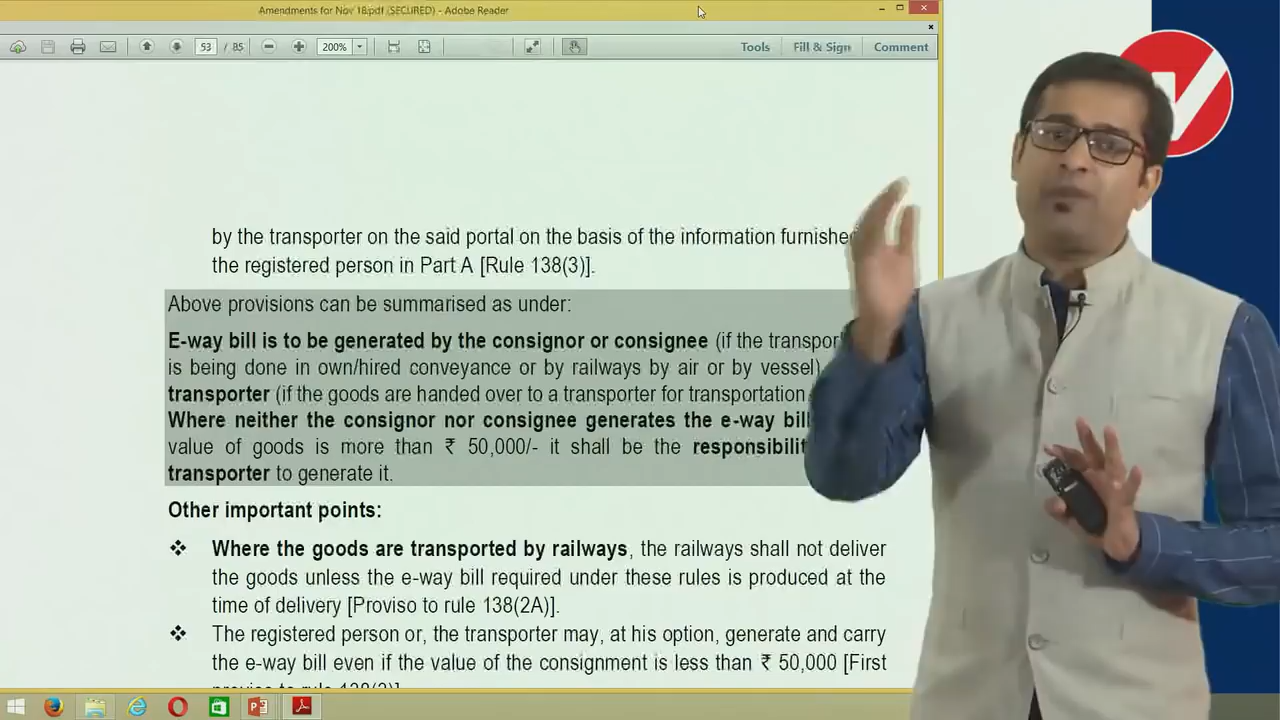 Amendments for Nov 18.pdf (SECURED) - Adobe Reader
53 / 85
200%
Tools Fill & Sign Comment
by the transporter on the said portal on the basis of the information
the registered person in Part A [Rule 138(3)].
Above provisions can be summarised as under:
E-way bill is to be generated by the consignor or consignee (if the
is being done in own/hired conveyance or by railways by air or by vessel)
transporter (if the goods are handed over to a transporter for transportation
Where neither the consignor nor consignee generates the e-way
value of goods is more than ₹ 50,000/- it shall be the
transporter to generate it.
Other important points:
❖ Where the goods are transported by railways, the railways shall not deliver
the goods unless the e-way bill required under these rules is produced at the
time of delivery [Proviso to rule 138(2A)].
❖ The registered person or, the transporter may, at his option, generate and carry
the e-way bill even if the value of the consignment is less than ₹ 50,000 [First
proviso to rule 138(3)]